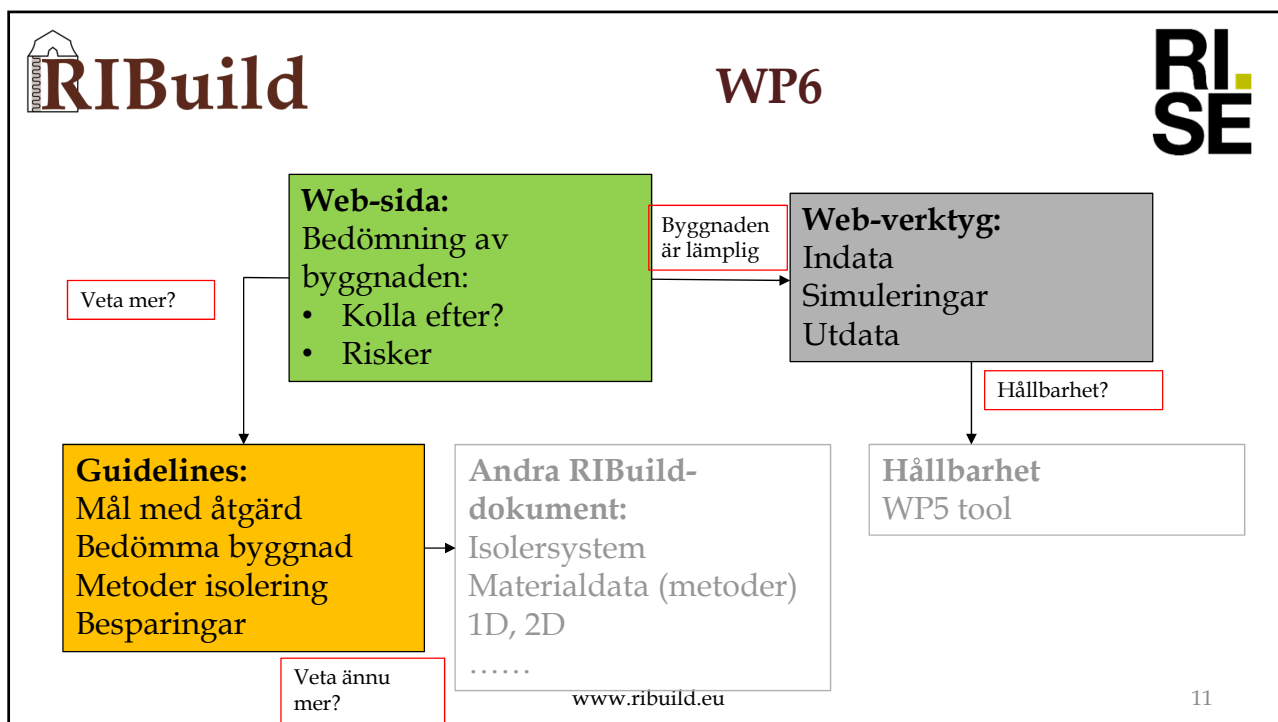 RIBuild
WP6
RI.
SE
Web-sida:
Bedömning av
byggnaden:
• Kolla efter?
• Risker
Byggnaden
är lämplig
Web-verktyg:
Indata
Simuleringar
Utdata
Veta mer?
Hållbarhet?
Guidelines:
Mål med åtgärd
Bedömma byggnad
Metoder isolering
Besparingar
Andra RIBuild-
dokument:
Isolersystem
Materialdata (metoder)
1D, 2D
......
Hållbarhet
WP5 tool
Veta ännu
mer?
www.ribuild.eu
11